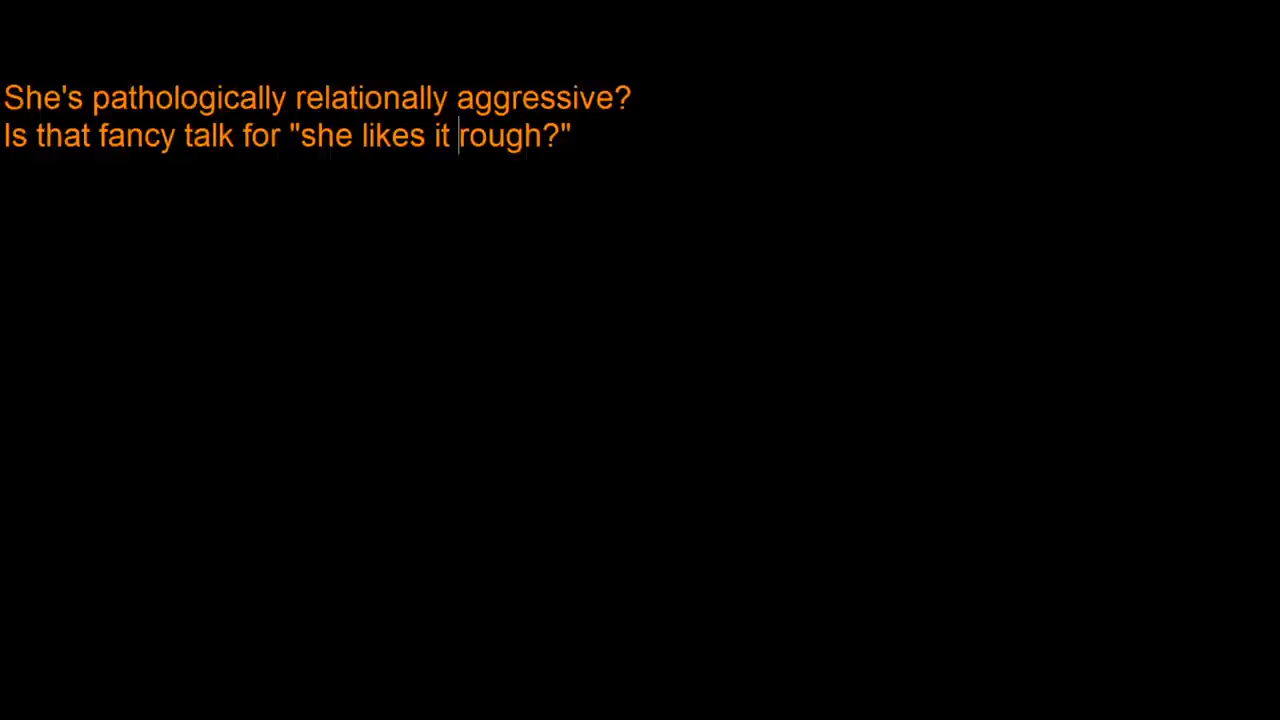 She's pathologically relationally aggressive?
Is that fancy talk for "she likes it rough?"